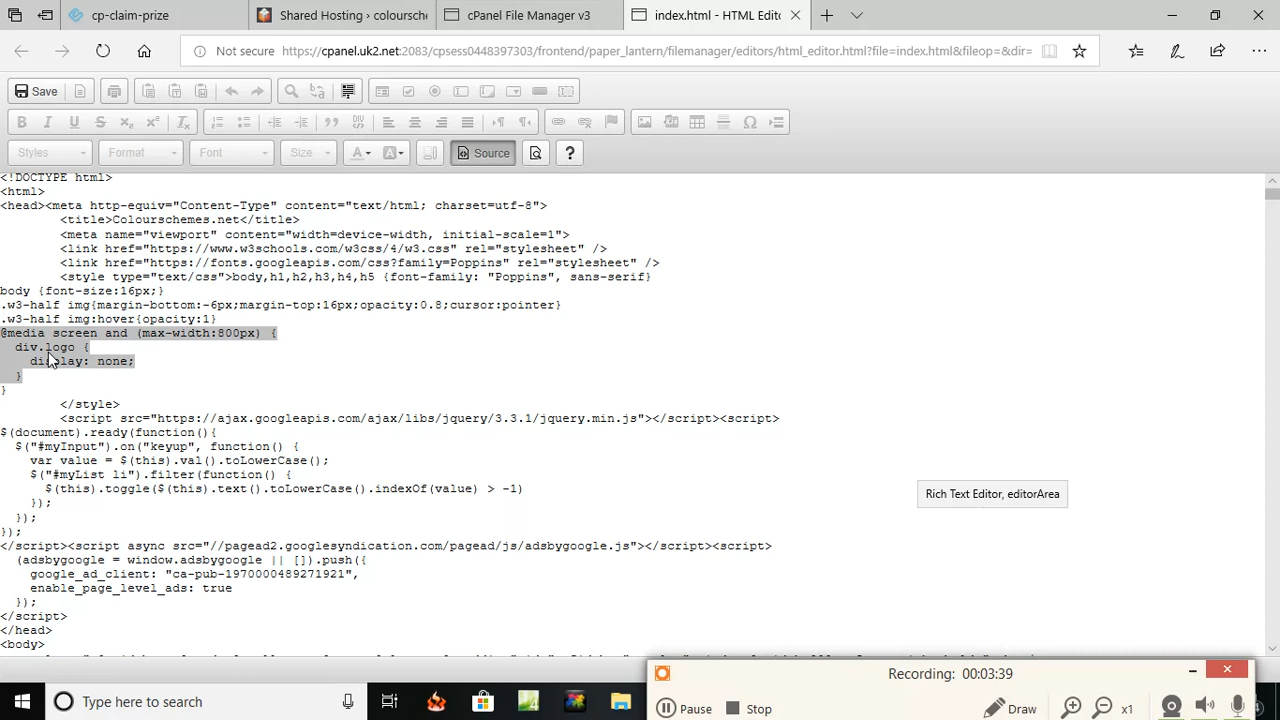 cp-claim-prize
Shared Hosting › coloursche
cPanel File Manager v3
index.html - HTML Edito
Not secure
https://cpanel.uk2.net:2083/cpsess0448397303/frontend/paper_lantern/filemanager/editors/html_editor.html?file=index.html&fileop=&dir=
Save
Styles Format Font Size Source
<!DOCTYPE html>
<html>
<head><meta http-equiv="Content-Type" content="text/html; charset=utf-8">
<title>Colourschemes.net</title>
<meta name="viewport" content="width=device-width, initial-scale=1">
<link href="https://www.w3schools.com/w3css/4/w3.css" rel="stylesheet" />
<link href="https://fonts.googleapis.com/css?family=Poppins" rel="stylesheet" />
<style type="text/css">body,h1,h2,h3,h4,h5 {font-family: "Poppins", sans-serif}
body {font-size:16px;}
.w3-half img{margin-bottom:-6px;margin-top:16px;opacity:0.8;cursor:pointer}
.w3-half img:hover{opacity:1}
@media screen and (max-width:800px) {
div.logo {
display: none;
}
}
</style>
<script src="https://ajax.googleapis.com/ajax/libs/jquery/3.3.1/jquery.min.js"></script><script>
$(document).ready(function(){
$("#myInput").on("keyup", function() {
var value = $(this).val().toLowerCase();
$("#myList li").filter(function() {
$(this).toggle($(this).text().toLowerCase().indexOf(value) > -1)
});
});
});
</script><script async src="//pagead2.googlesyndication.com/pagead/js/adsbygoogle.js"></script><script>
(adsbygoogle = window.adsbygoogle || []).push({
google_ad_client: "ca-pub-1970000489271921",
enable_page_level_ads: true
});
</script>
</head>
<body>
Rich Text Editor, editorArea
Recording: 00:03:39
Pause Stop Draw x1
Type here to search